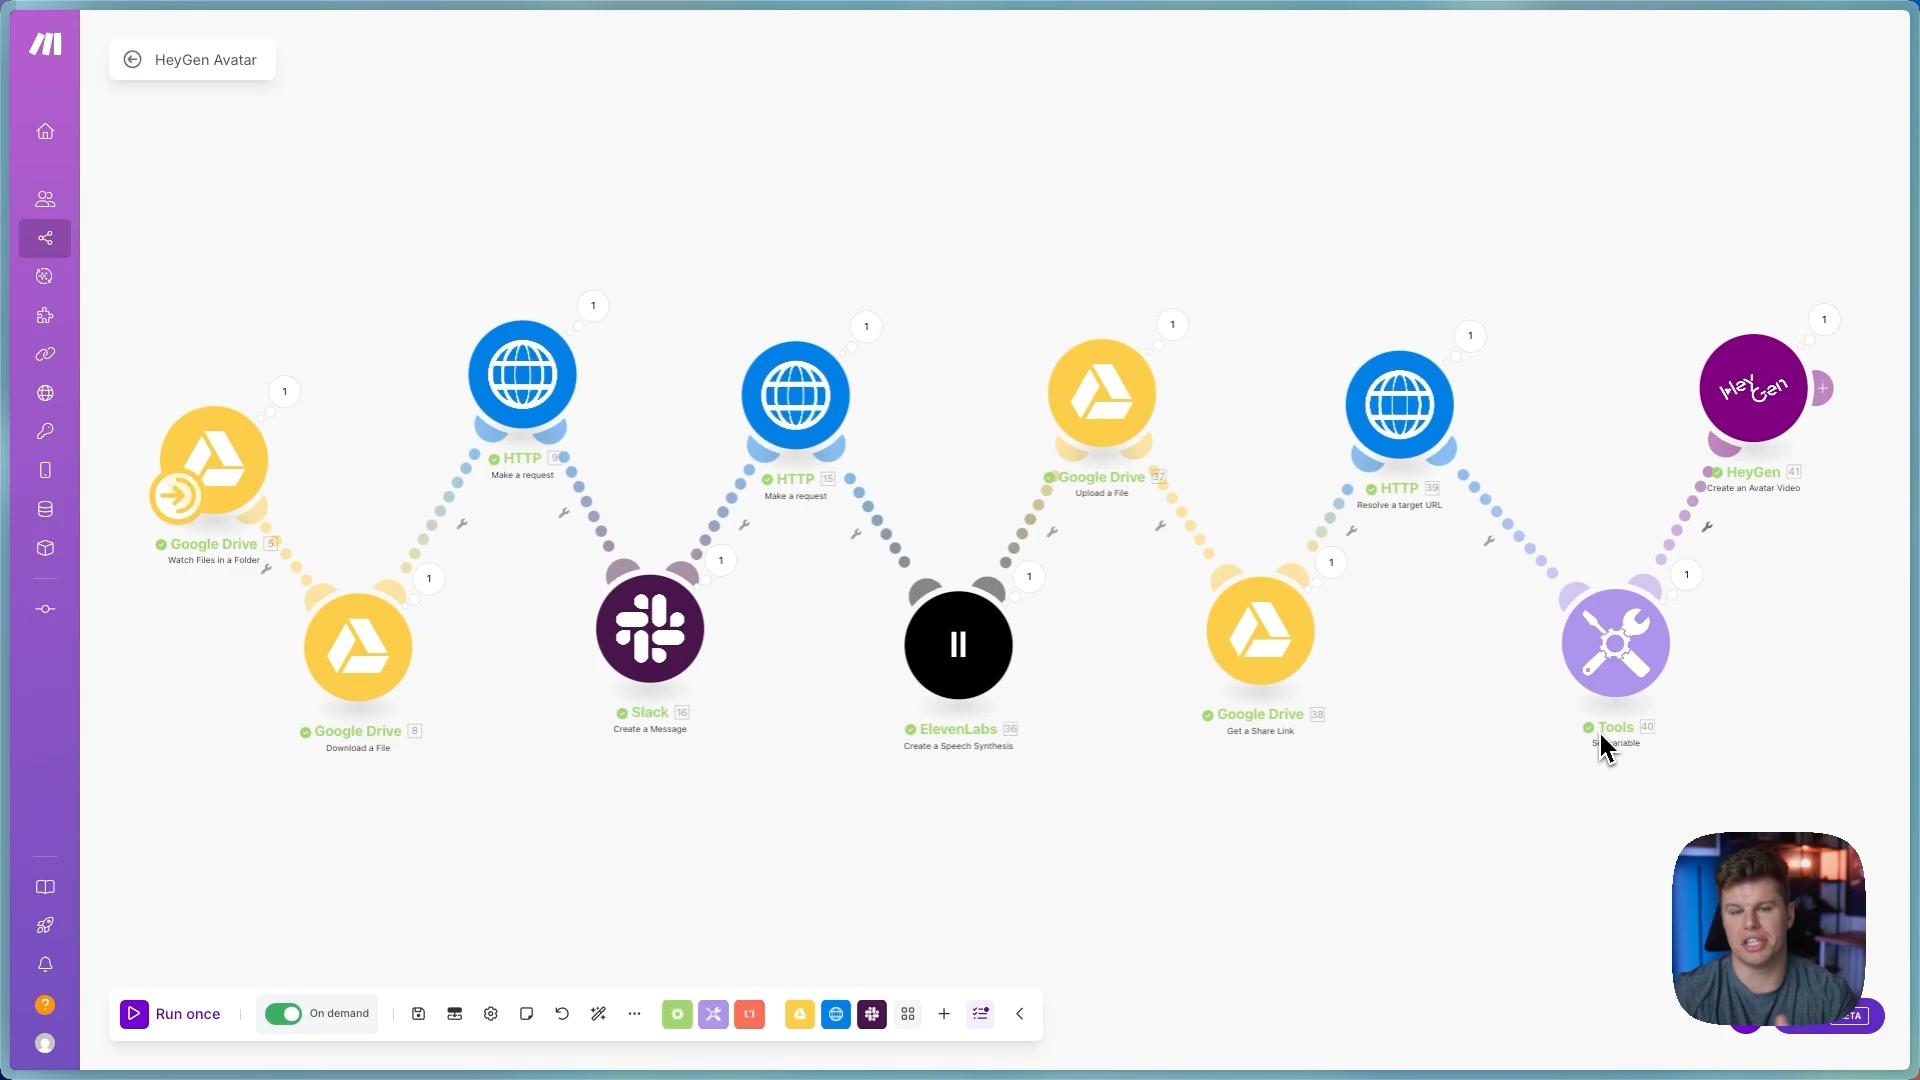 HeyGen Avatar
1
1
1
1
1
1
HeyGen
HTTP 9
Make a request
HeyGen 41
Create an Avatar Video
HTTP 15
Make a request
Google Drive 37
Upload a File
HTTP 39
Resolve a target URL
Google Drive 5
Watch Files in a Folder
1
1
1
1
1
Slack 16
Create a Message
Google Drive 38
Get a Share Link
Google Drive 8
Download a File
ElevenLabs 36
Create a Speech Synthesis
Tools 40
Run once
On demand
?